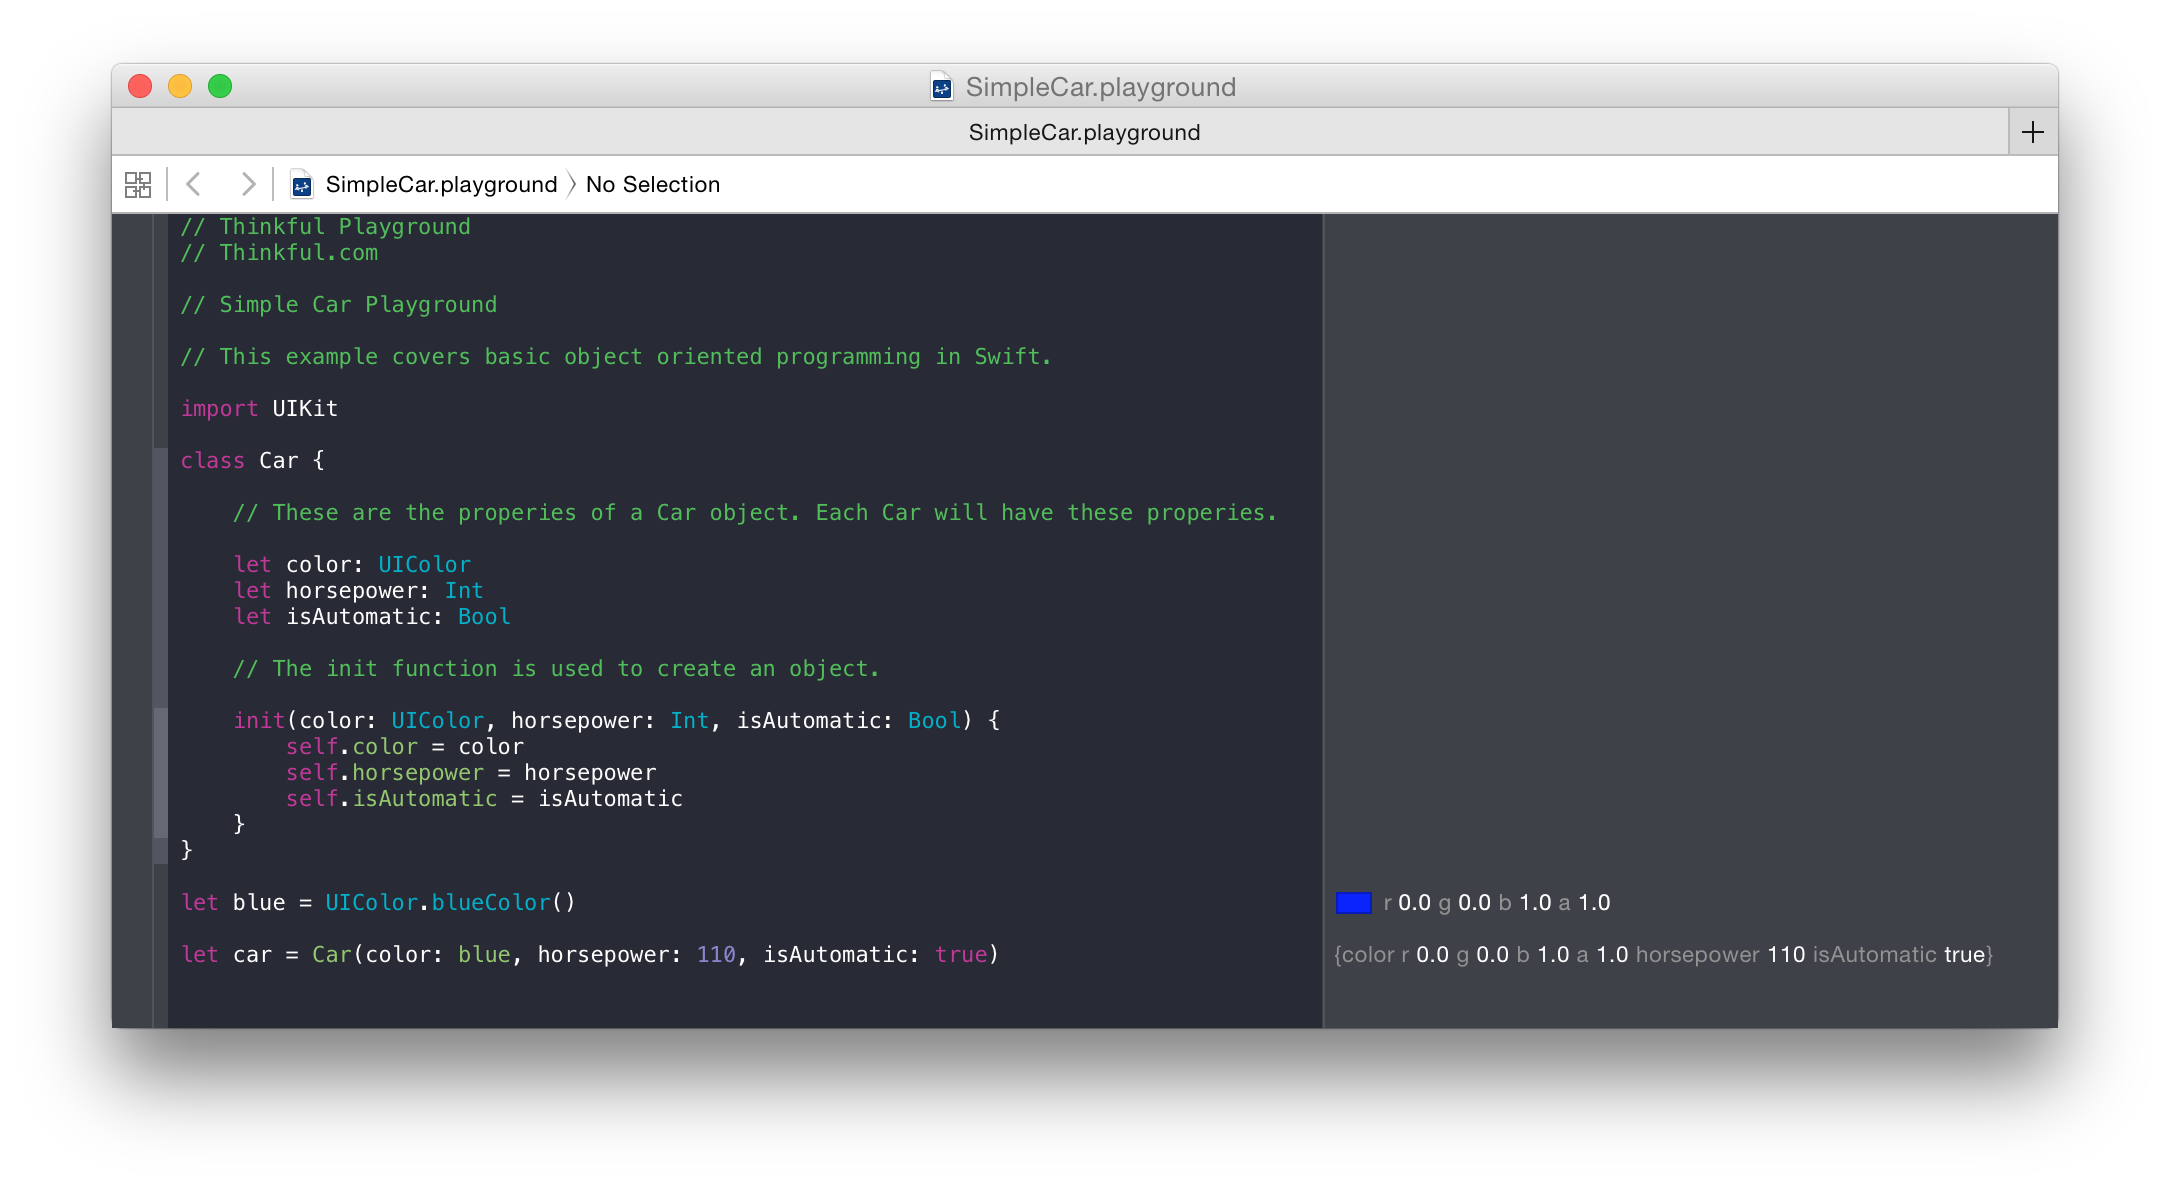 SimpleCar.playground
SimpleCar.playground
SimpleCar.playground No Selection
// Thinkful Playground
// Thinkful.com
// Simple Car Playground
// This example covers basic object oriented programming in Swift.
import UIKit
class Car {
// These are the properies of a Car object. Each Car will have these properies.
let color: UIColor
let horsepower: Int
let isAutomatic: Bool
// The init function is used to create an object.
init(color: UIColor, horsepower: Int, isAutomatic: Bool) {
self.color = color
self.horsepower = horsepower
self.isAutomatic = isAutomatic
}
}
let blue = UIColor.blueColor()
r 0.0 g 0.0 b 1.0 a 1.0
let car = Car(color: blue, horsepower: 110, isAutomatic: true)
{color r 0.0 g 0.0 b 1.0 a 1.0 horsepower 110 isAutomatic true}